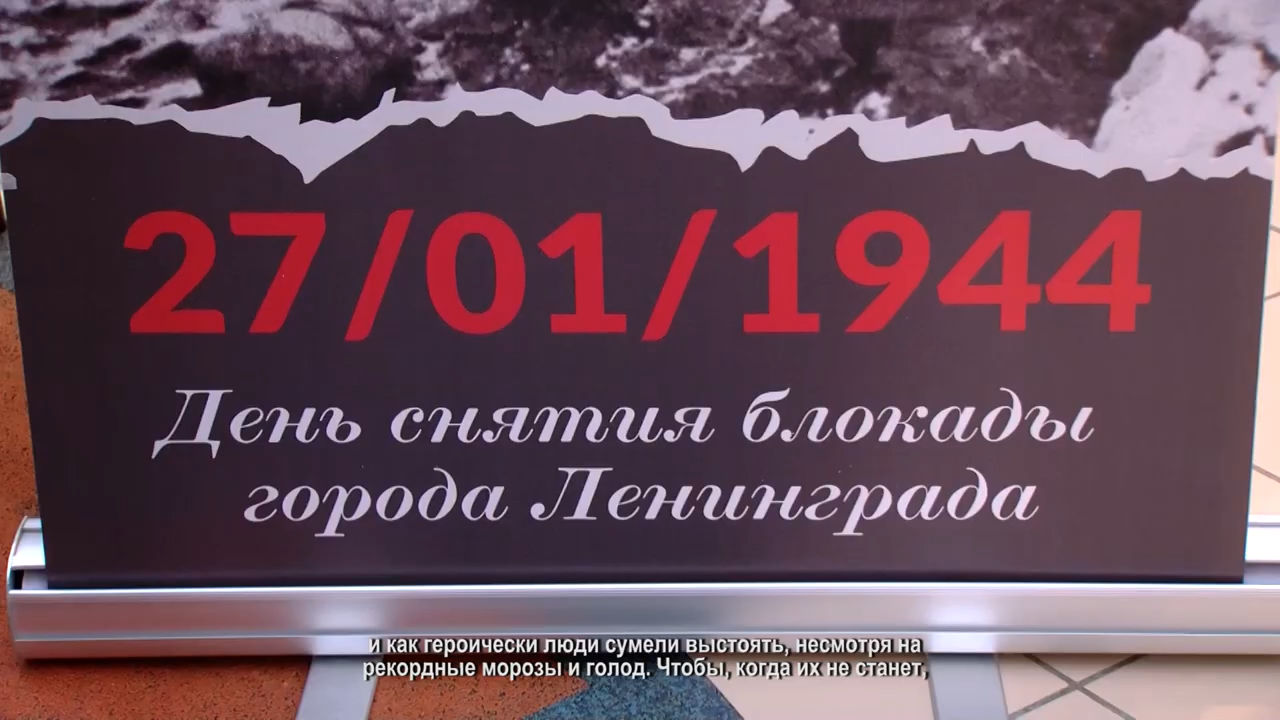 27/01/1944
День снятия блокады
города Ленинграда
и как героически люди сумели выстоять, несмотря на
рекордные морозы и голод. Чтобы, когда их не станет,